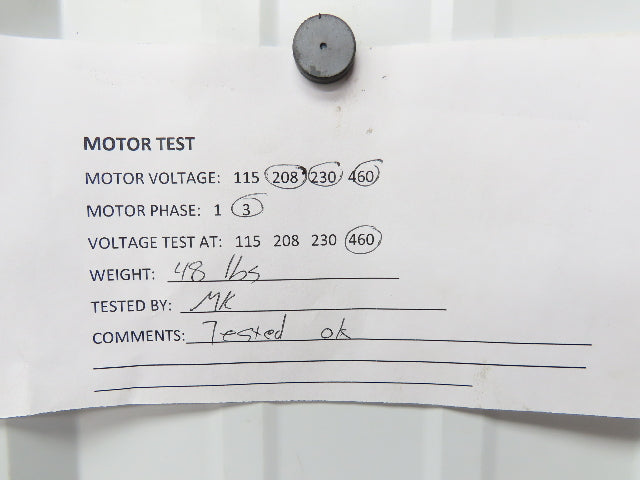 MOTOR TEST
MOTOR VOLTAGE: 115 208 230 460
MOTOR PHASE: 1 3
VOLTAGE TEST AT: 115 208 230 460
WEIGHT: 48 lbs
TESTED BY: MK
COMMENTS: Tested ok